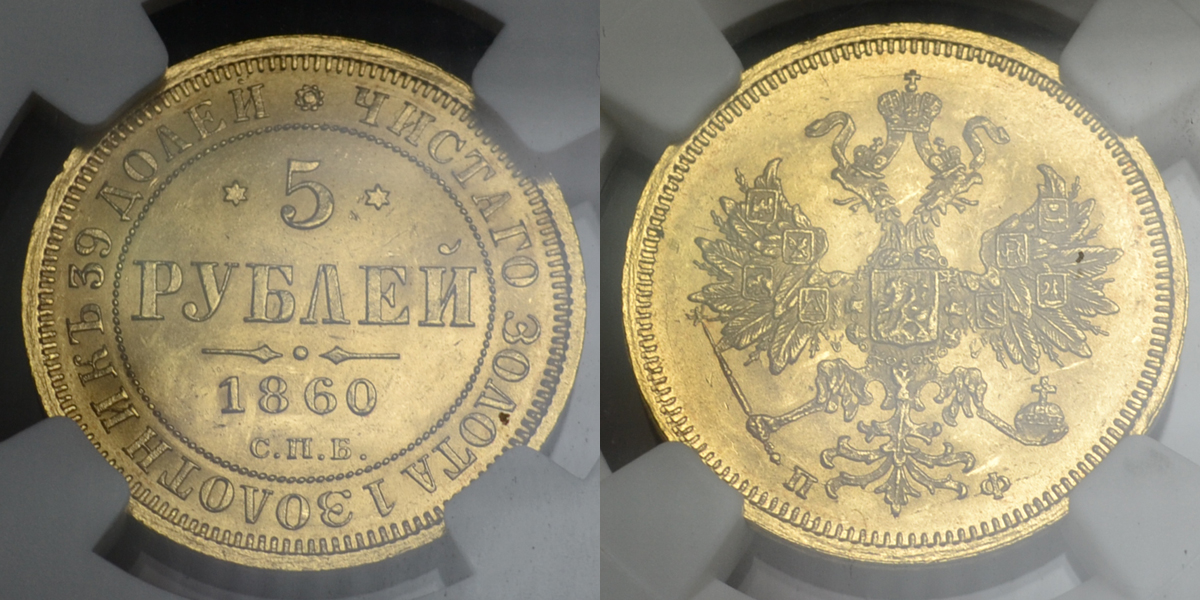 ЧИСТАГО ЗОЛОТА 1 ЗОЛОТНИКЪ 39 ДОЛЕЙ
5
РУБЛЕЙ
1860
С.П.Б.
П Ф